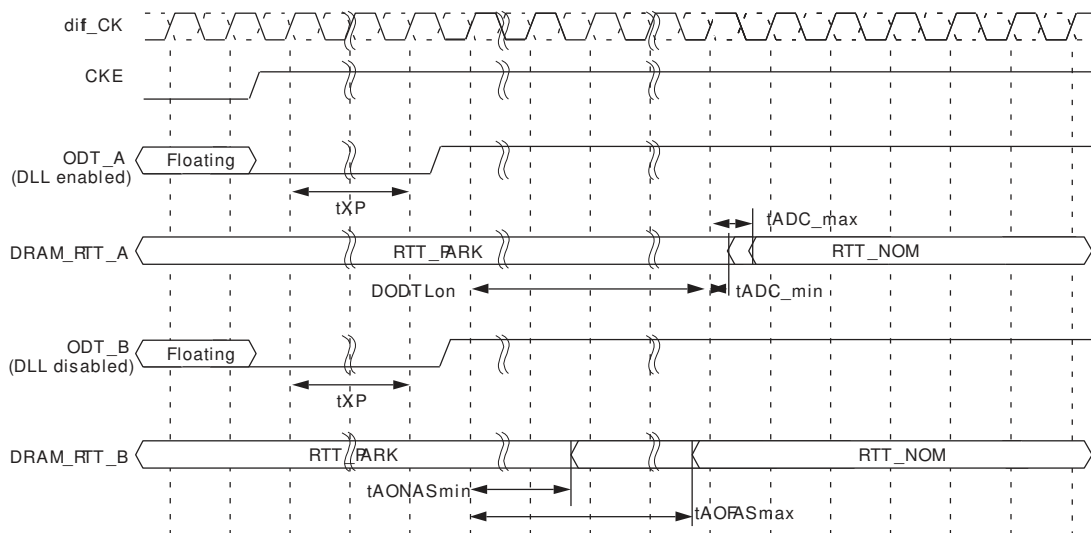 dif_CK
CKE
ODT_A
(DLL enabled)
Floating
tXP
tADC_max
DRAM_RTT_A
RTT_PARK
RTT_NOM
DODTLon
tADC_min
ODT_B
(DLL disabled)
Floating
tXP
DRAM_RTT_B
RTT_PARK
RTT_NOM
tAONASmin
tAOFASmax